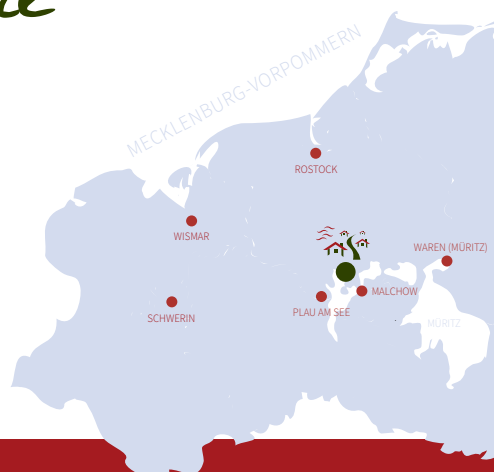 MECKLENBURG-VORPOMMERN
ROSTOCK
WISMAR
WAREN (MÜRITZ)
MALCHOW
PLAU AM SEE
SCHWERIN
MÜRITZ